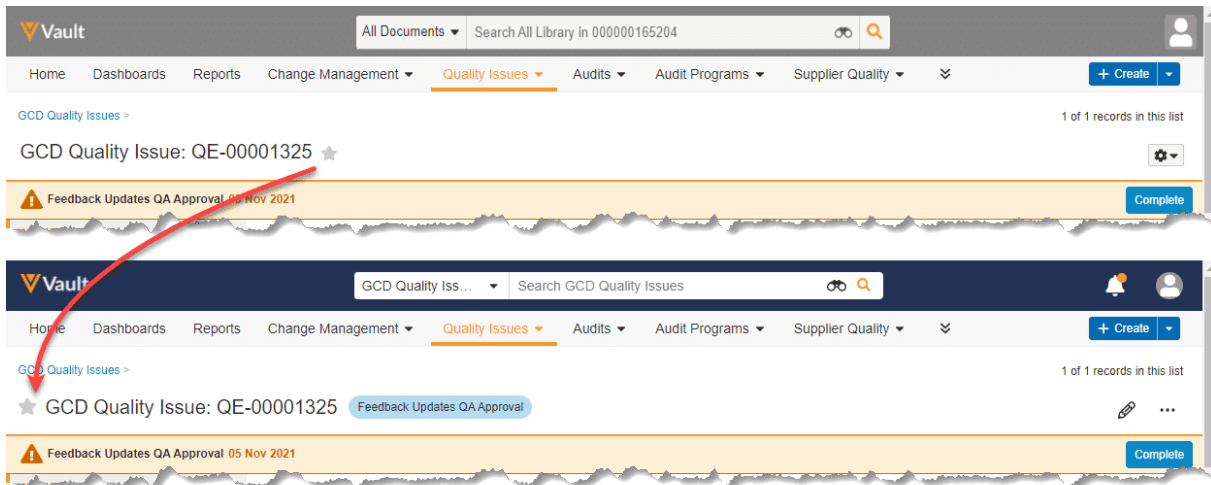 Vault All Documents Search All Library in 000000165204
Home Dashboards Reports Change Management Quality Issues Audits Audit Programs Supplier Quality + Create
GCD Quality Issues > 1 of 1 records in this list
GCD Quality Issue: QE-00001325
Feedback Updates QA Approval Nov 2021 Complete
Vault GCD Quality Iss... Search GCD Quality Issues
Home Dashboards Reports Change Management Quality Issues Audits Audit Programs Supplier Quality + Create
GCD Quality Issues > 1 of 1 records in this list
GCD Quality Issue: QE-00001325 Feedback Updates QA Approval ...
Feedback Updates QA Approval 05 Nov 2021 Complete